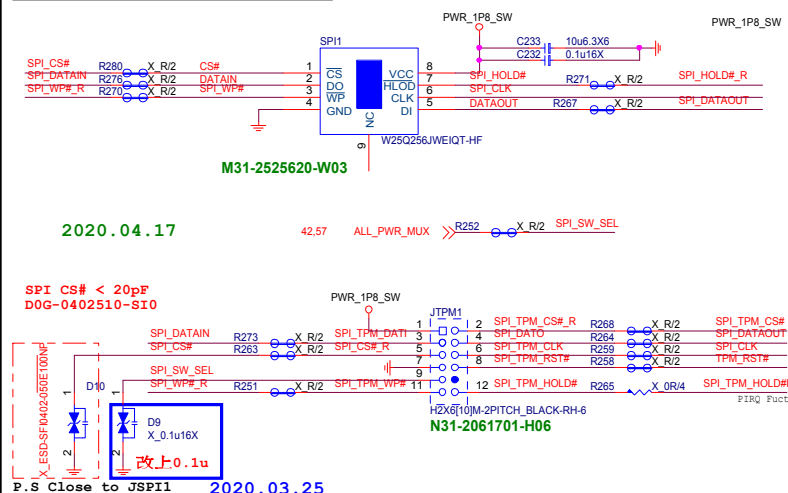 PWR_1P8_SW
PWR_1P8_SW
C233 10u6.3X6
C232 0.1u16X
SPI1
SPI_CS# R280 X_R/2 CS# 1 CS VCC 8
SPI_DATAIN R276 X_R/2 DATAIN 2 DO HLOD 7 SPI_HOLD# R271 X_R/2 SPI_HOLD#_R
SPI_WP#_R R270 X_R/2 SPI_WP# 3 WP CLK 6 SPI_CLK
4 GND DI 5 DATAOUT R267 X_R/2 SPI_DATAOUT
NC
9
W25Q256JWEIQT-HF
M31-2525620-W03
2020.04.17
42,57 ALL_PWR_MUX R252 X_R/2 SPI_SW_SEL
SPI CS# < 20pF
D0G-0402510-SI0
PWR_1P8_SW
JTPM1
1 2 SPI_TPM_CS#_R R268 X_R/2 SPI_TPM_CS#
SPI_DATAIN R273 X_R/2 SPI_TPM_DATI 3 4 SPI_DATO R264 X_R/2 SPI_DATAOUT
SPI_CS# R263 X_R/2 SPI_CS#_R 5 6 SPI_TPM_CLK R259 X_R/2 SPI_CLK
7 8 SPI_TPM_RST# R258 X_R/2 TPM_RST#
SPI_SW_SEL 9
SPI_WP#_R R251 X_R/2 SPI_TPM_WP# 11 12 SPI_TPM_HOLD# R265 X_0R/4 SPI_TPM_HOLD#
PIRQ Fuct
H2X6[10]M-2PITCH_BLACK-RH-6
N31-2061701-H06
X_ESD-SFI0402-050E100NP
1
D10
2
1
D9
X_0.1u16X
2
改上0.1u
P.S Close to JSPI1
2020.03.25